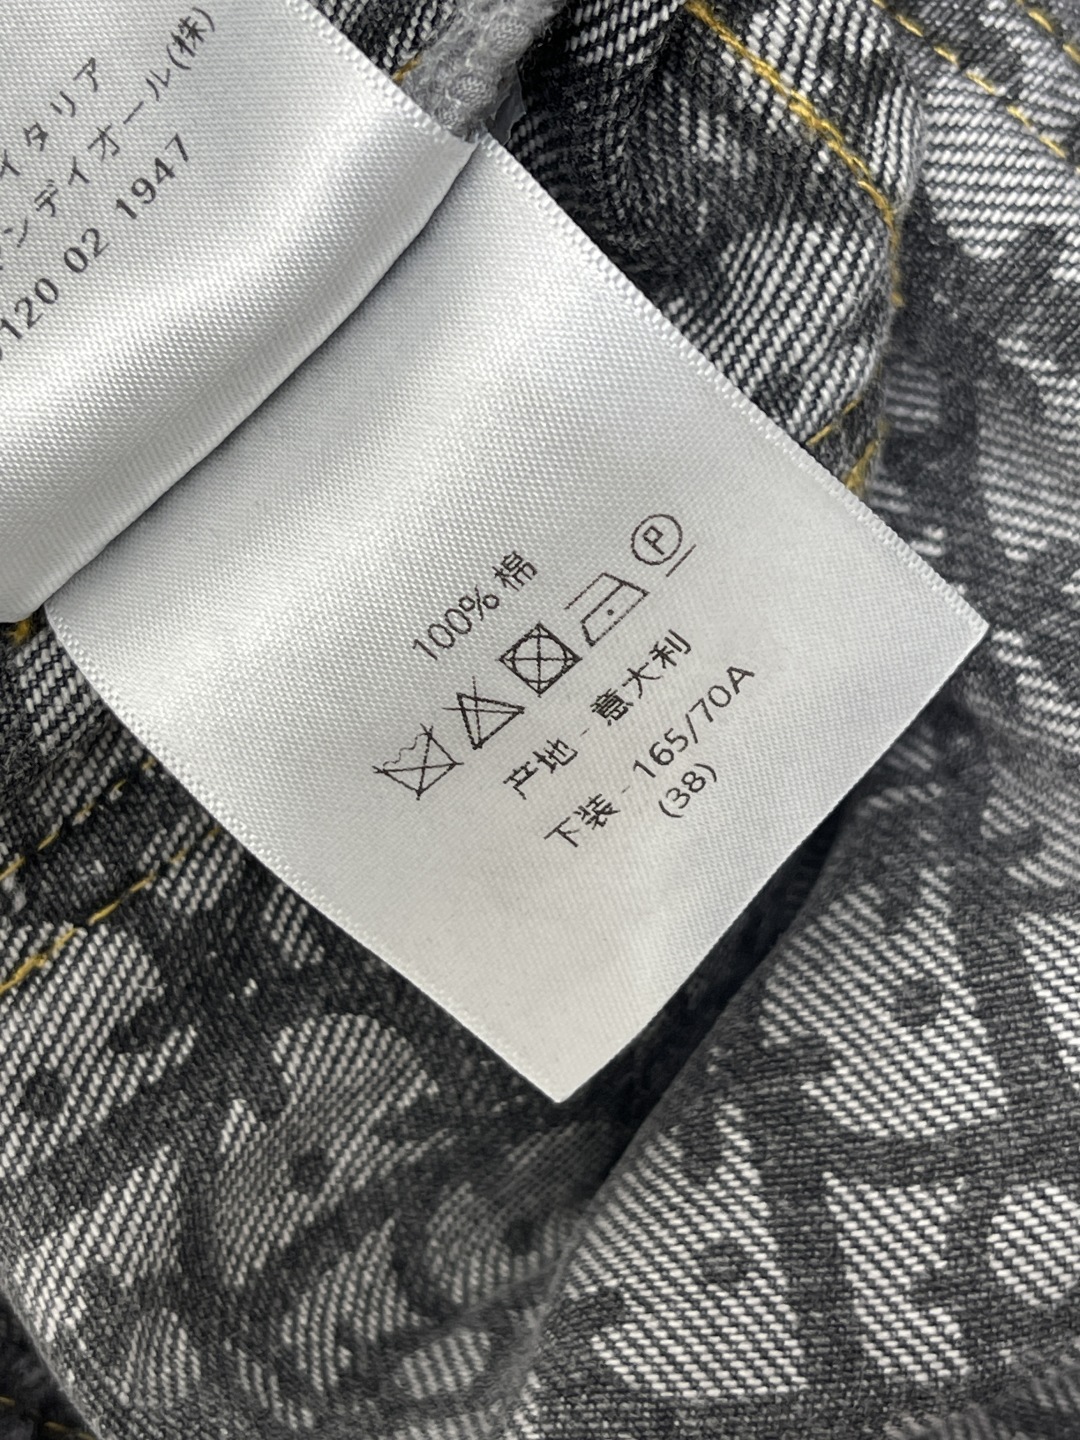 イタリア
ンディオール(株)
120 02 1947
100% 棉
P
产地 - 意大利
下装 - 165/70A
(38)